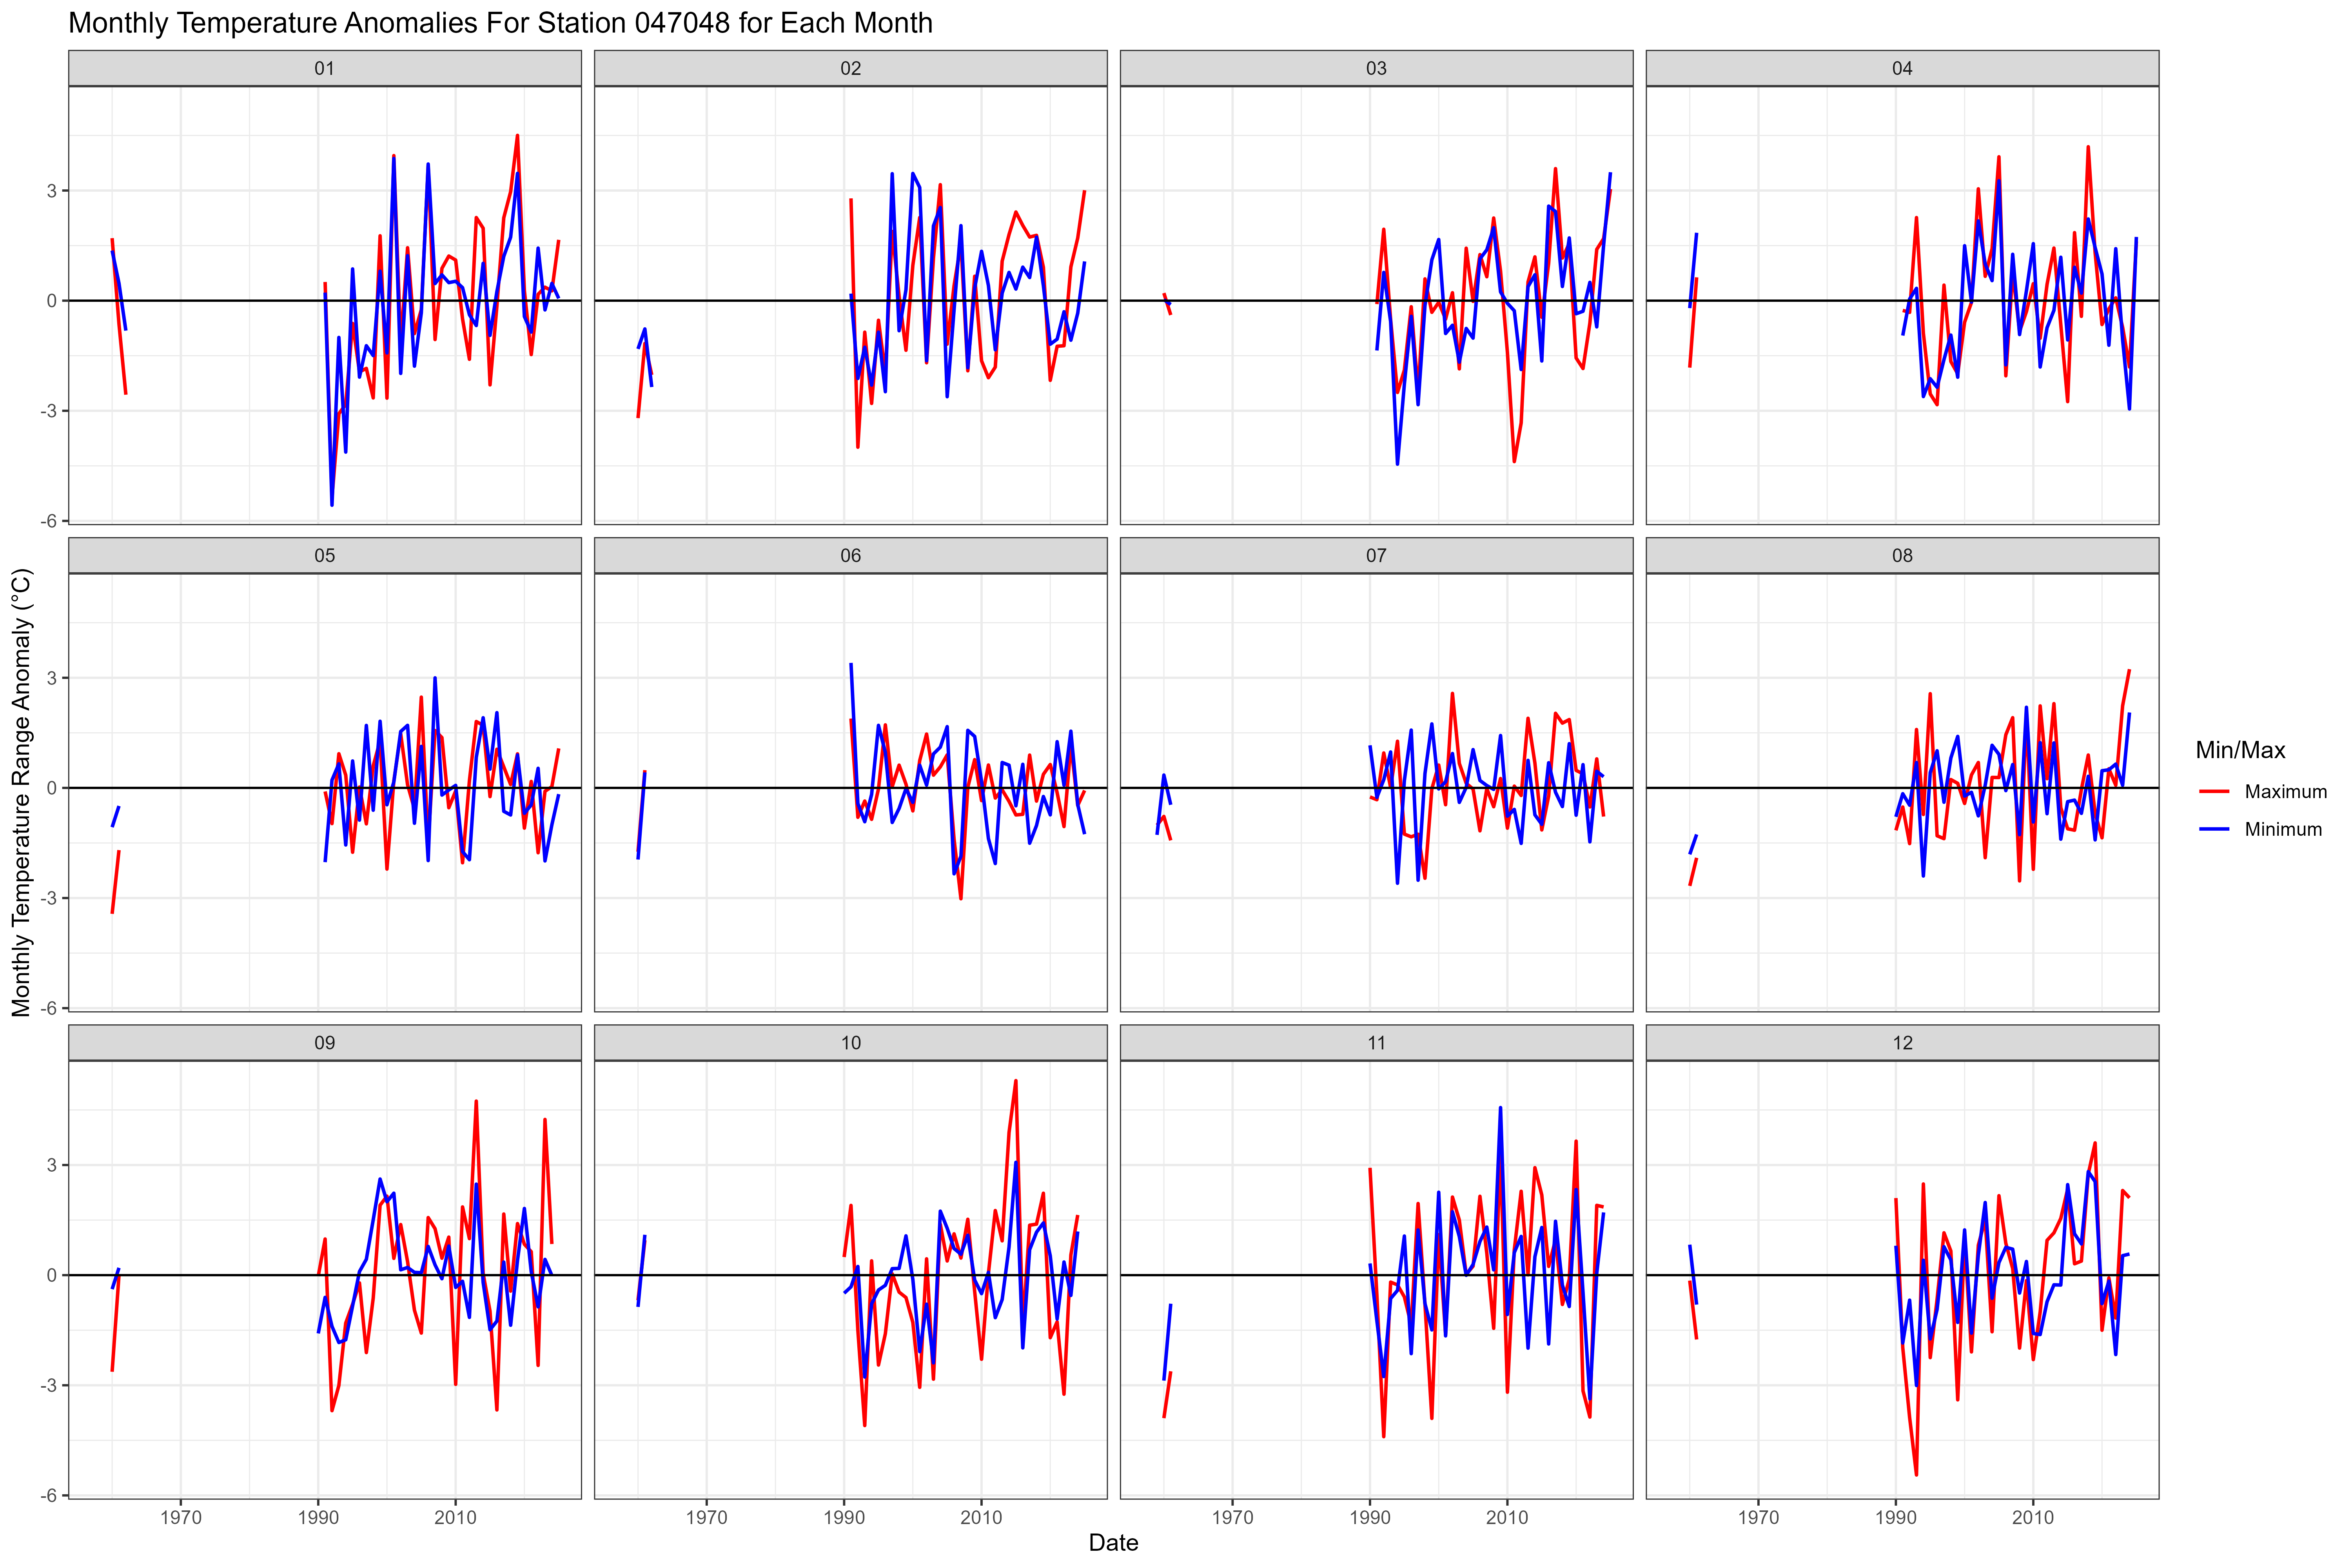 Monthly Temperature Anomalies For Station 047048 for Each Month
01 02 03 04
3
0
-3
-6
05 06 07 08
3
0
-3
-6
09 10 11 12
3
0
-3
-6
1970 1990 2010 1970 1990 2010 1970 1990 2010 1970 1990 2010
Date
Monthly Temperature Range Anomaly (°C)
Min/Max
Maximum
Minimum